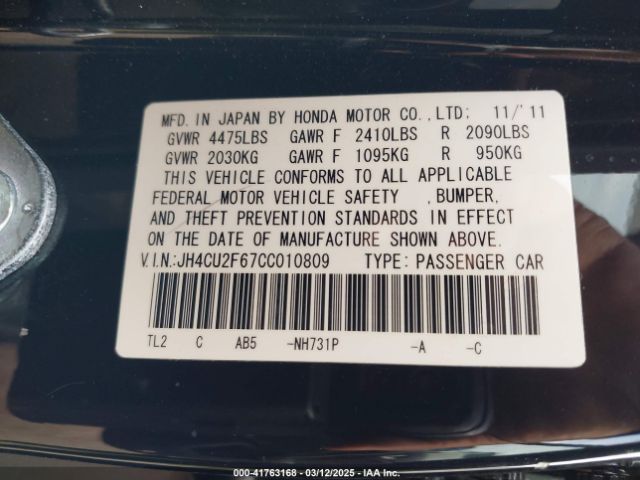 MFD. IN JAPAN BY HONDA MOTOR CO., LTD: 11/'11
GVWR 4475LBS GAWR F 2410LBS R 2090LBS
GVWR 2030KG GAWR F 1095KG R 950KG
THIS VEHICLE CONFORMS TO ALL APPLICABLE
FEDERAL MOTOR VEHICLE SAFETY , BUMPER,
AND THEFT PREVENTION STANDARDS IN EFFECT
ON THE DATE OF MANUFACTURE SHOWN ABOVE.
V.I.N.:JH4CU2F67CC010809 TYPE: PASSENGER CAR
TL2 C AB5 -NH731P -A -C
000-41763168 - 03/12/2025 - IAA Inc.